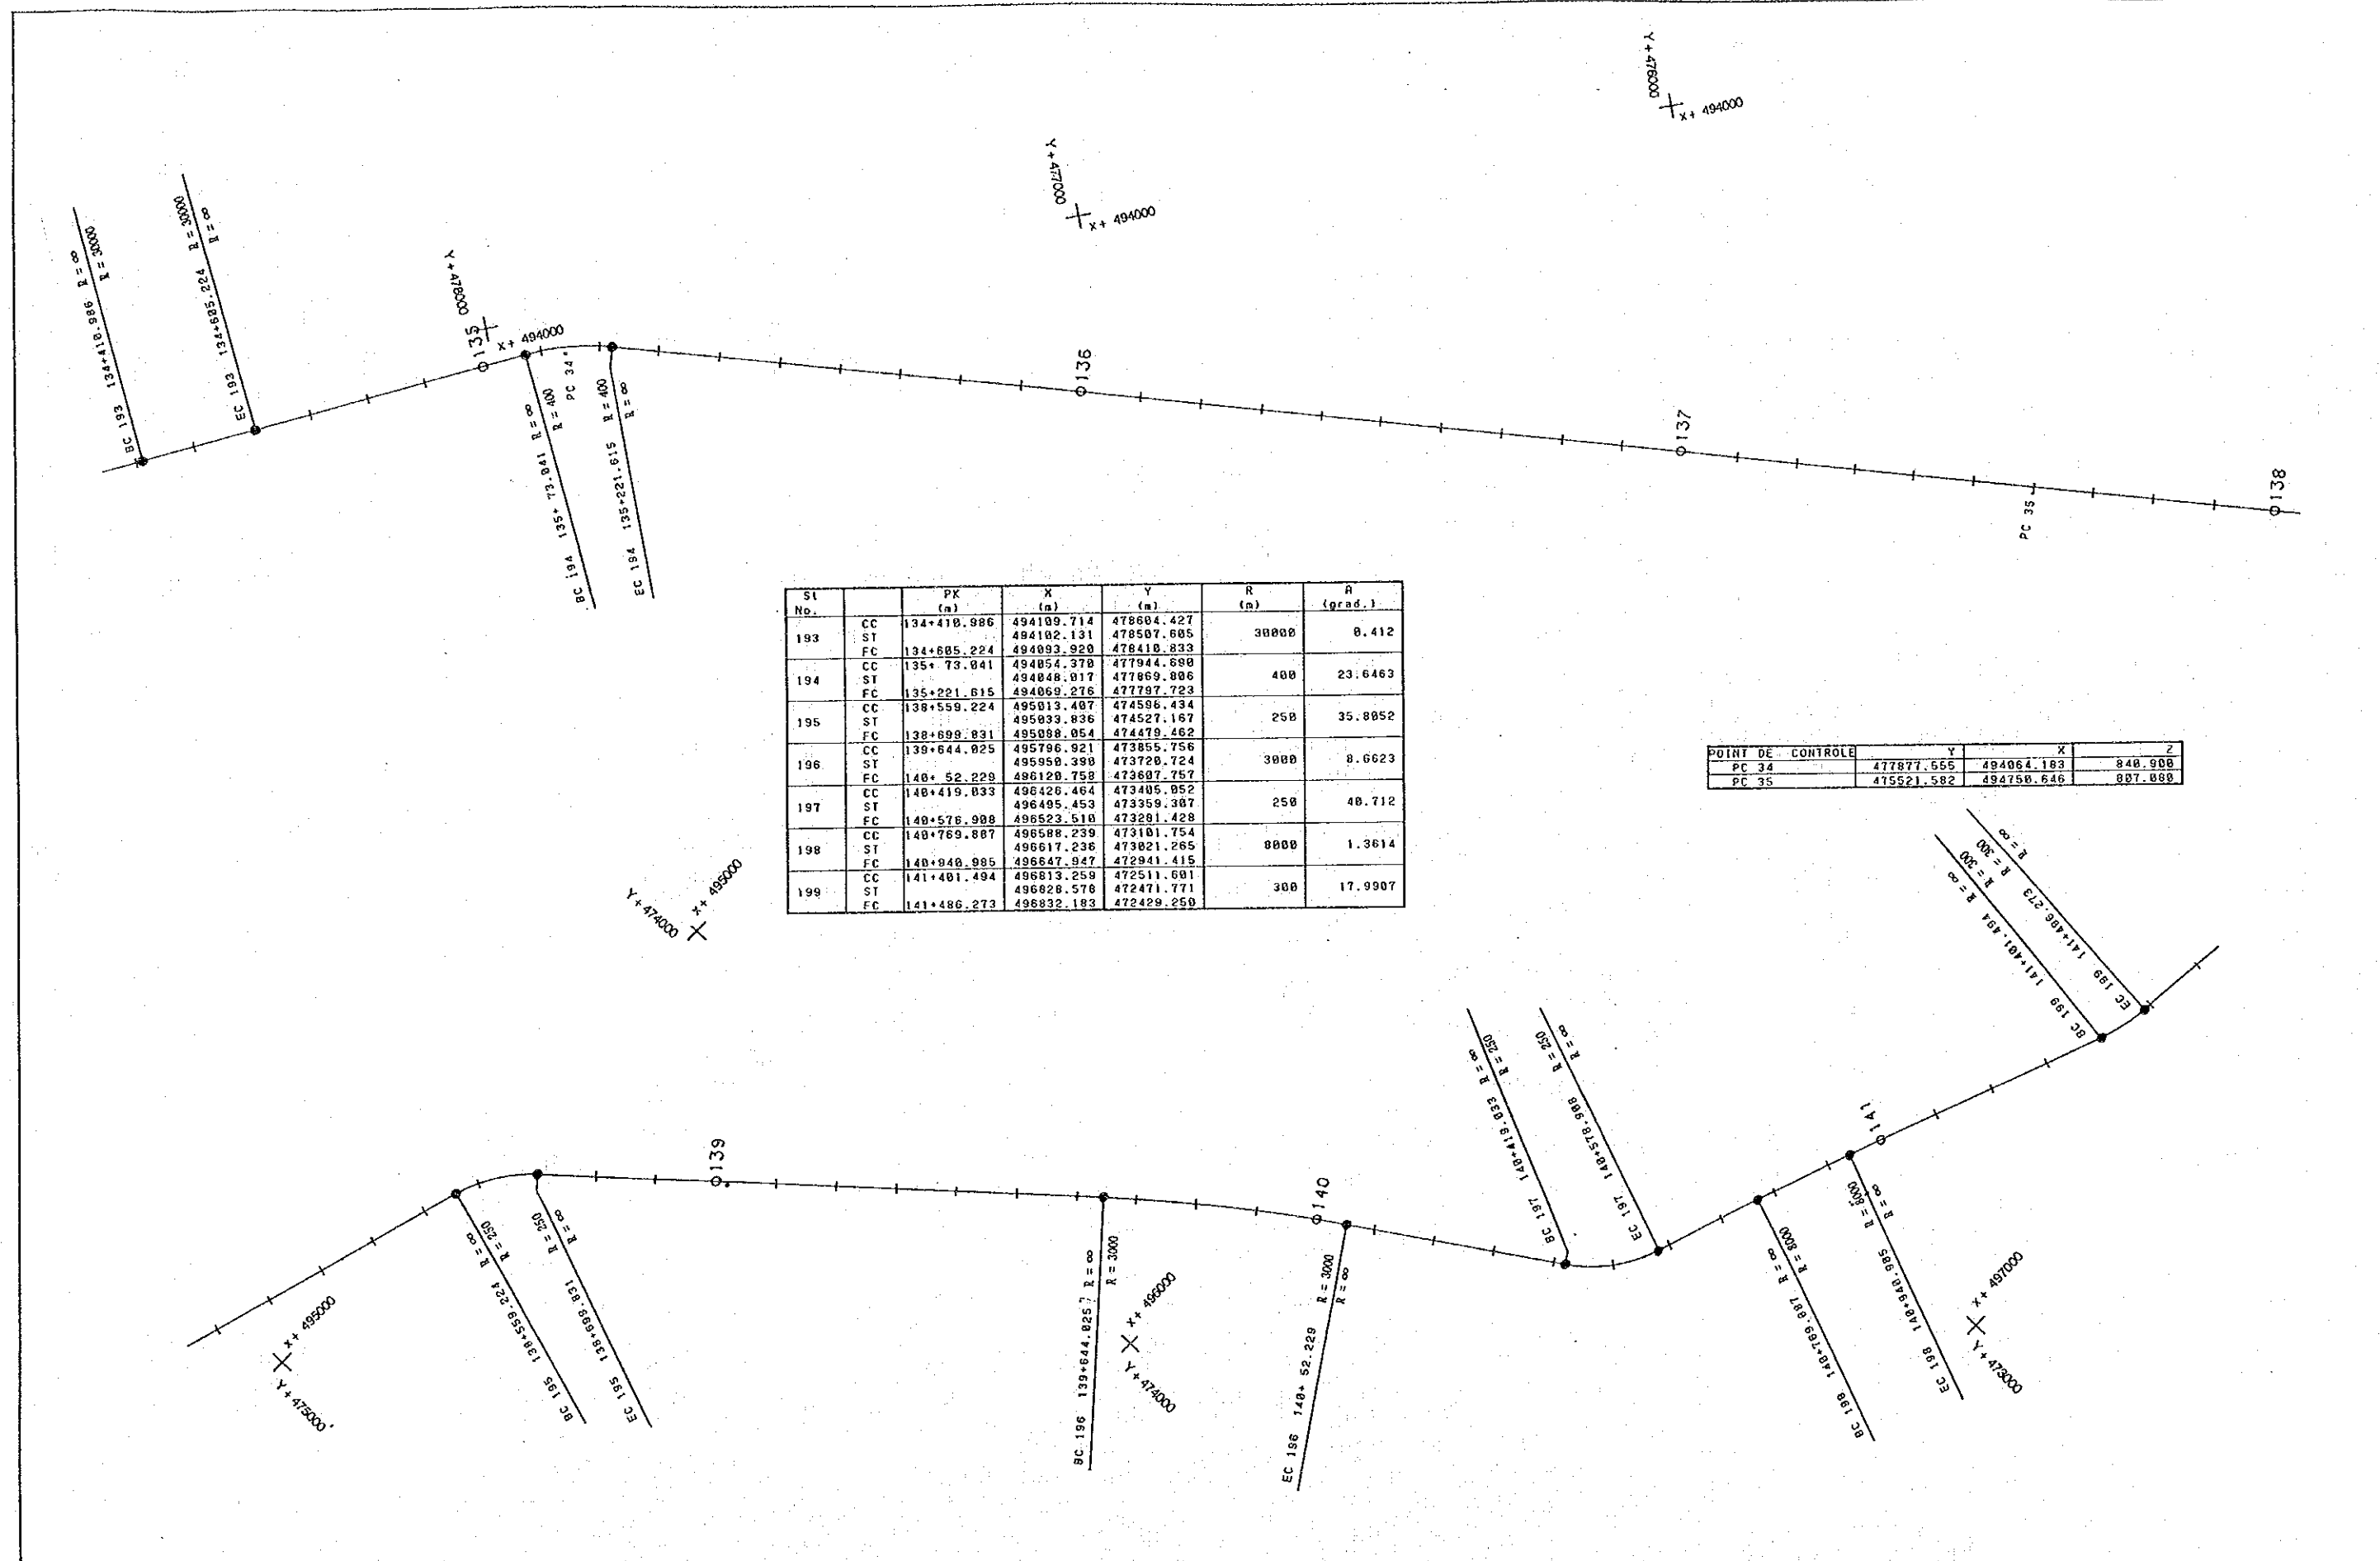 Y + 476000
X + 494000
Y + 477000
X + 494000
Y + 478000
X + 494000
BC 193 134+410.986 R = ∞
R = 30000
EC 193 134+605.224 R = 30000
R = ∞
135
BC 194 135+ 73.041 R = ∞
R = 400
PC 34
EC 194 135+221.615 R = 400
R = ∞
136
137
PC 35
138
St No. PK (m) X (m) Y (m) R (m) A (grad.)
193 CC 134+410.986 494109.714 478604.427
ST 494102.131 478507.605 30000 0.412
FC 134+605.224 494093.920 478410.833
194 CC 135+ 73.041 494054.370 477944.690
ST 494048.017 477869.806 400 23.6463
FC 135+221.615 494069.276 477797.723
195 CC 138+559.224 495013.407 474596.434
ST 495033.836 474527.167 250 35.8052
FC 138+699.831 495088.054 474479.462
196 CC 139+644.025 495796.921 473855.756
ST 495950.390 473720.724 3000 8.6623
FC 140+ 52.229 496120.758 473607.757
197 CC 140+419.033 496426.464 473405.052
ST 496495.453 473359.307 250 40.712
FC 140+578.908 496523.510 473281.428
198 CC 140+769.887 496588.239 473101.754
ST 496617.236 473021.265 8000 1.3614
FC 140+940.985 496647.947 472941.415
199 CC 141+401.494 496813.259 472511.601
ST 496828.578 472471.771 300 17.9907
FC 141+486.273 496832.183 472429.250
POINT DE CONTROLE Y X Z
PC 34 477877.555 494064.183 840.900
PC 35 475521.582 494750.646 807.080
Y + 474000
X + 495000
X + 495000
Y + 475000
BC 195 138+559.224 R = ∞
R = 250
EC 195 138+699.831 R = 250
R = ∞
139
BC 196 139+644.025 R = ∞
R = 3000
X + 496000
Y + 474000
140
EC 196 140+ 52.229 R = 3000
R = ∞
BC 197 140+419.033 R = ∞
R = 250
EC 197 140+578.908 R = 250
R = ∞
BC 198 140+769.887 R = ∞
R = 8000
EC 198 140+940.985 R = 8000
R = ∞
141
X + 497000
Y + 473000
BC 199 141+401.494 R = ∞
R = 300
EC 199 141+486.273 R = 300
R = ∞